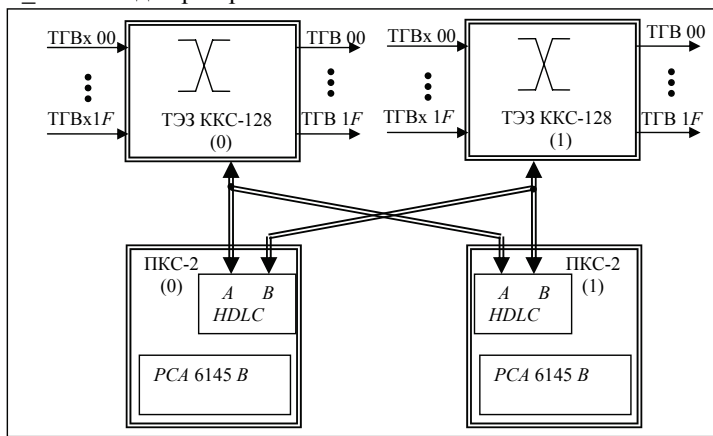 ТГВх 00
ТГВ 00
ТГВх 00
ТГВ 00
ТЭЗ ККС-128
(0)
ТЭЗ ККС-128
(1)
ТГВх1F
ТГВ 1F
ТГВх 1F
ТГВ 1F
ПКС-2
(0)
A B
HDLC
PCA 6145 B
ПКС-2
(1)
A B
HDLC
PCA 6145 B